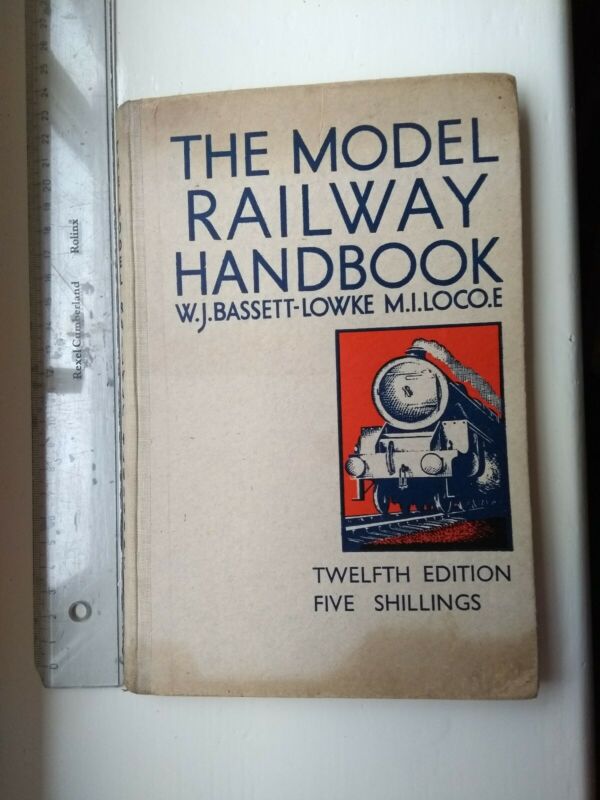 THE MODEL
RAILWAY
HANDBOOK
W.J.BASSETT-LOWKE M.I.LOCO.E
TWELFTH EDITION
FIVE SHILLINGS
Rexel Cumberland Rolinx